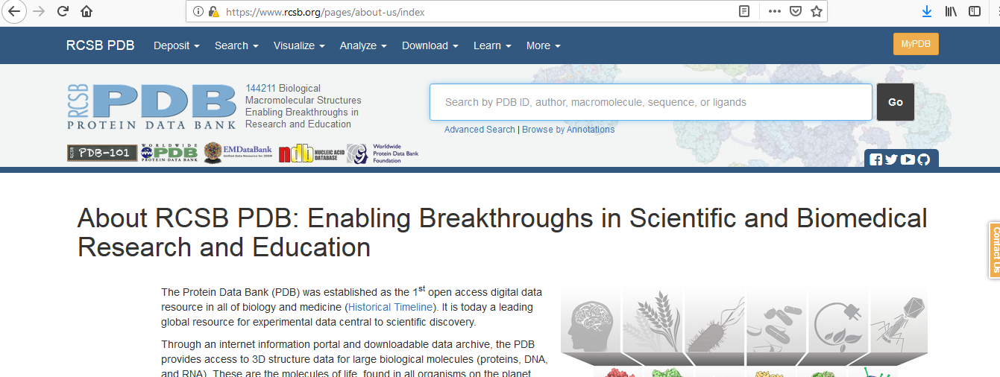 https://www.rcsb.org/pages/about-us/index
RCSB PDB Deposit Search Visualize Analyze Download Learn More MyPDB
RCSB PDB
PROTEIN DATA BANK
144211 Biological
Macromolecular Structures
Enabling Breakthroughs in
Research and Education
Search by PDB ID, author, macromolecule, sequence, or ligands
Go
Advanced Search | Browse by Annotations
RCSB PDB-101
WORLDWIDE
PDB
PROTEIN DATA BANK
EMDataBank
Unified Data Resource for 3DEM
ndb NUCLEIC ACID
DATABASE
Worldwide
Protein Data Bank
Foundation
About RCSB PDB: Enabling Breakthroughs in Scientific and Biomedical
Research and Education
Contact Us
The Protein Data Bank (PDB) was established as the 1st open access digital data
resource in all of biology and medicine (Historical Timeline). It is today a leading
global resource for experimental data central to scientific discovery.
Through an internet information portal and downloadable data archive, the PDB
provides access to 3D structure data for large biological molecules (proteins, DNA,
and RNA). These are the molecules of life, found in all organisms on the planet.